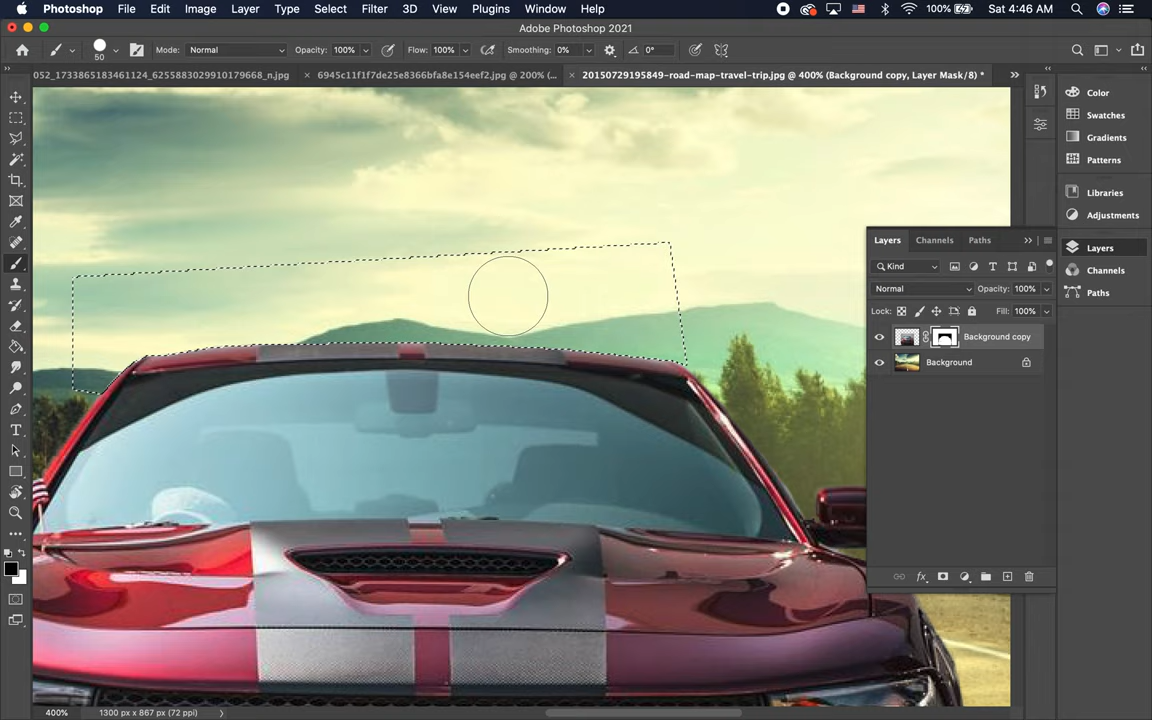 Photoshop File Edit Image Layer Type Select Filter 3D View Plugins Window Help 100% Sat 4:46 AM
Adobe Photoshop 2021
50 Mode: Normal Opacity: 100% Flow: 100% Smoothing: 0% 0°
052_1733865183461124_6255883029910179668_n.jpg × 6945c11f1f7de25e8366bfa8e154eef2.jpg @ 200% (... × 20150729195849-road-map-travel-trip.jpg @ 400% (Background copy, Layer Mask/8) *
Color
Swatches
Gradients
Patterns
Libraries
Adjustments
Layers
Channels
Paths
Layers Channels Paths
Kind
Normal Opacity: 100%
Lock: Fill: 100%
Background copy
Background
fx
400% 1300 px x 867 px (72 ppi)